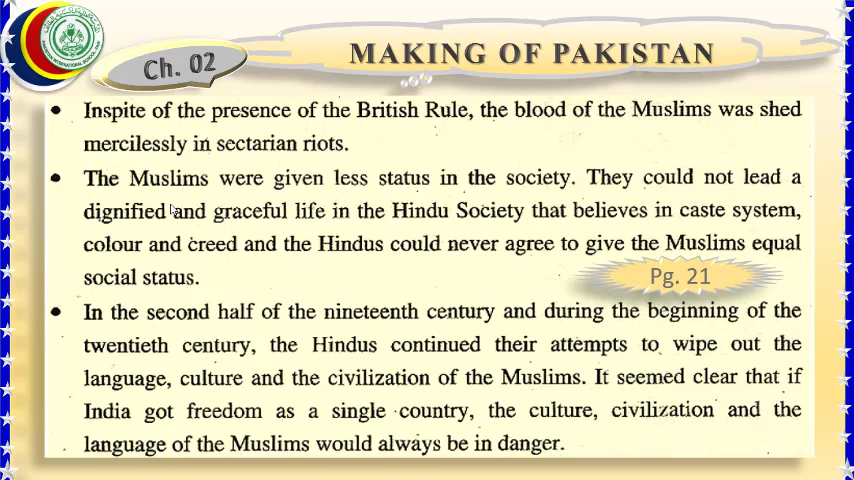 Ch. 02
MAKING OF PAKISTAN
• Inspite of the presence of the British Rule, the blood of the Muslims was shed
mercilessly in sectarian riots.
• The Muslims were given less status in the society. They could not lead a
dignified and graceful life in the Hindu Society that believes in caste system,
colour and creed and the Hindus could never agree to give the Muslims equal
social status.
Pg. 21
• In the second half of the nineteenth century and during the beginning of the
twentieth century, the Hindus continued their attempts to wipe out the
language, culture and the civilization of the Muslims. It seemed clear that if
India got freedom as a single country, the culture, civilization and the
language of the Muslims would always be in danger.